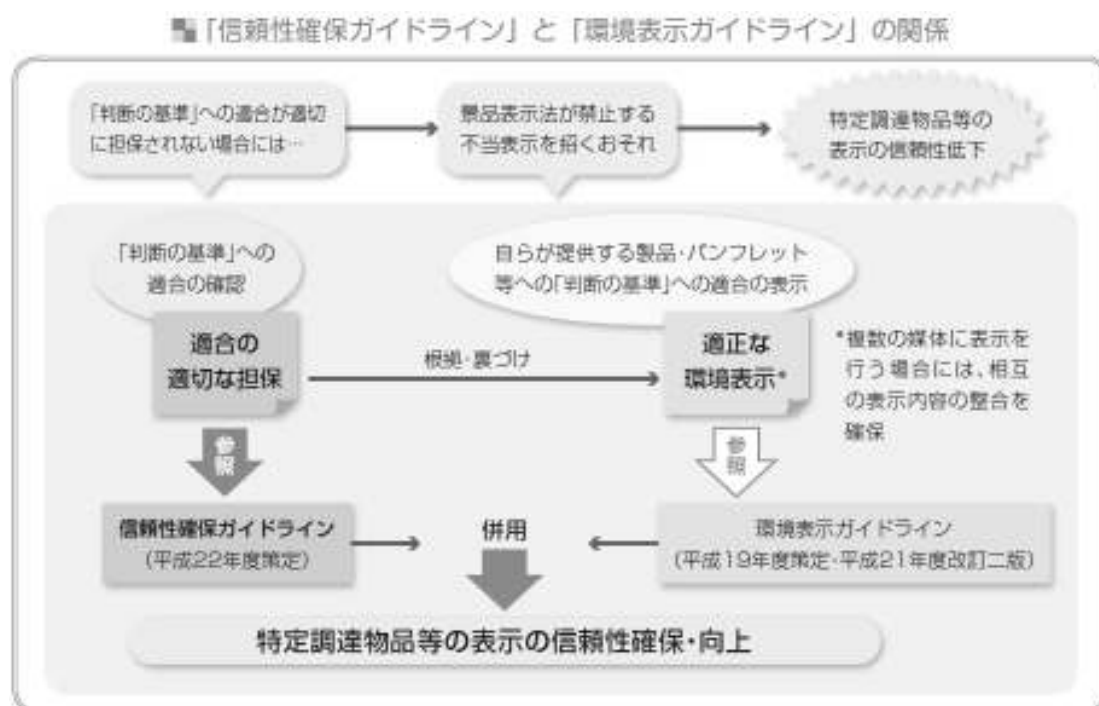 「信頼性確保ガイドライン」と「環境表示ガイドライン」の関係
「判断の基準」への適合が適切
に担保されない場合には…
景品表示法が禁止する
不当表示を招くおそれ
特定調達物品等の
表示の信頼性低下
「判断の基準」への
適合の確認
自らが提供する製品・パンフレット
等への「判断の基準」への適合の表示
適合の
適切な担保
根拠・裏づけ
適正な
環境表示*
*複数の媒体に表示を
行う場合には、相互
の表示内容の整合を
確保
参照
参照
信頼性確保ガイドライン
(平成22年度策定)
併用
環境表示ガイドライン
(平成19年度策定・平成21年度改訂二版)
特定調達物品等の表示の信頼性確保・向上